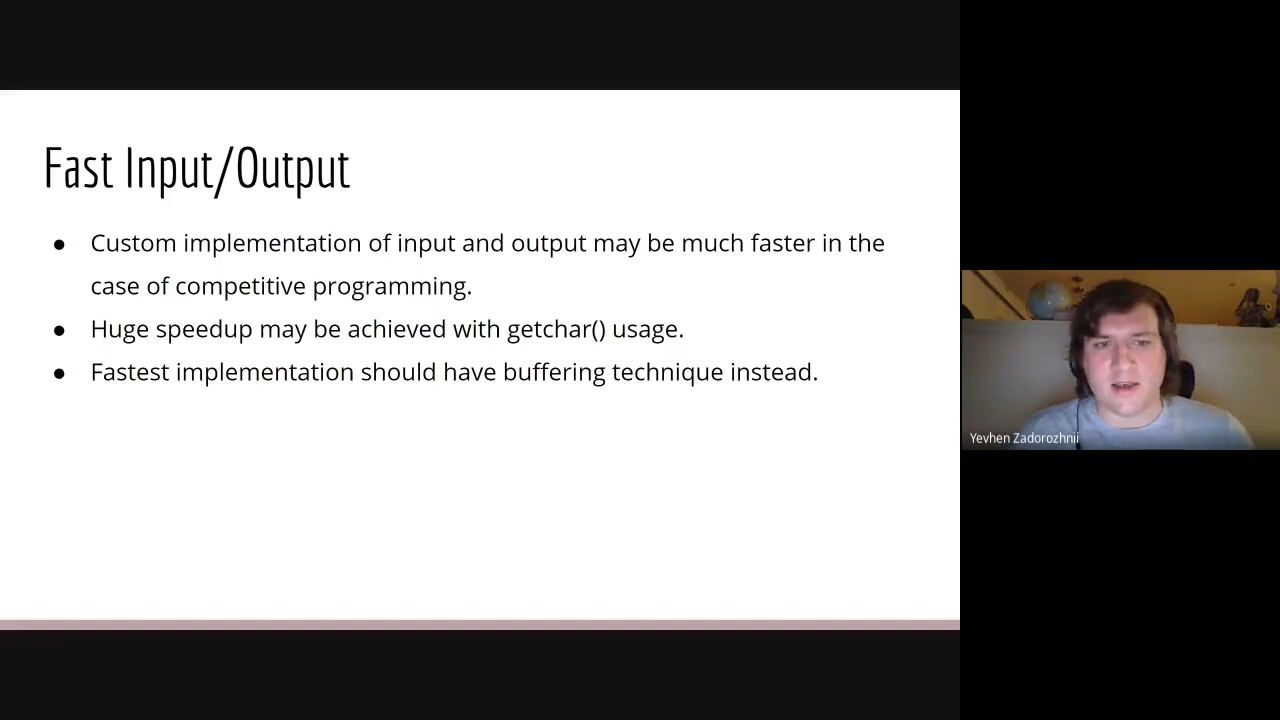 Fast Input/Output
● Custom implementation of input and output may be much faster in the
case of competitive programming.
● Huge speedup may be achieved with getchar() usage.
● Fastest implementation should have buffering technique instead.
Yevhen Zadorozhnii